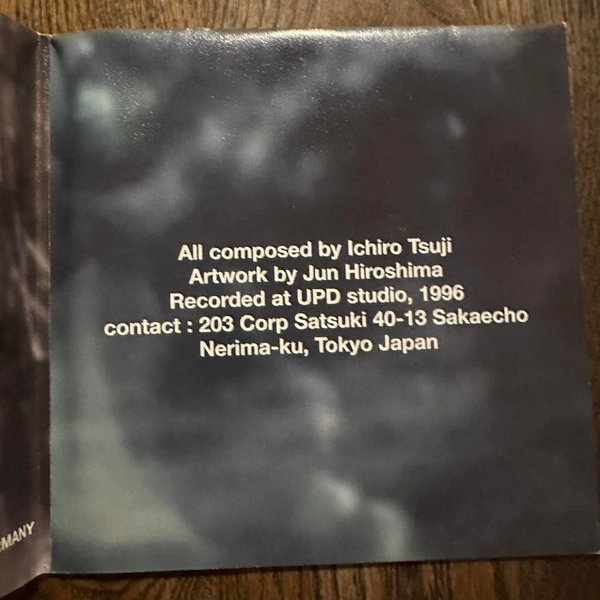 All composed by Ichiro Tsuji
Artwork by Jun Hiroshima
Recorded at UPD studio, 1996
contact : 203 Corp Satsuki 40-13 Sakaecho
Nerima-ku, Tokyo Japan